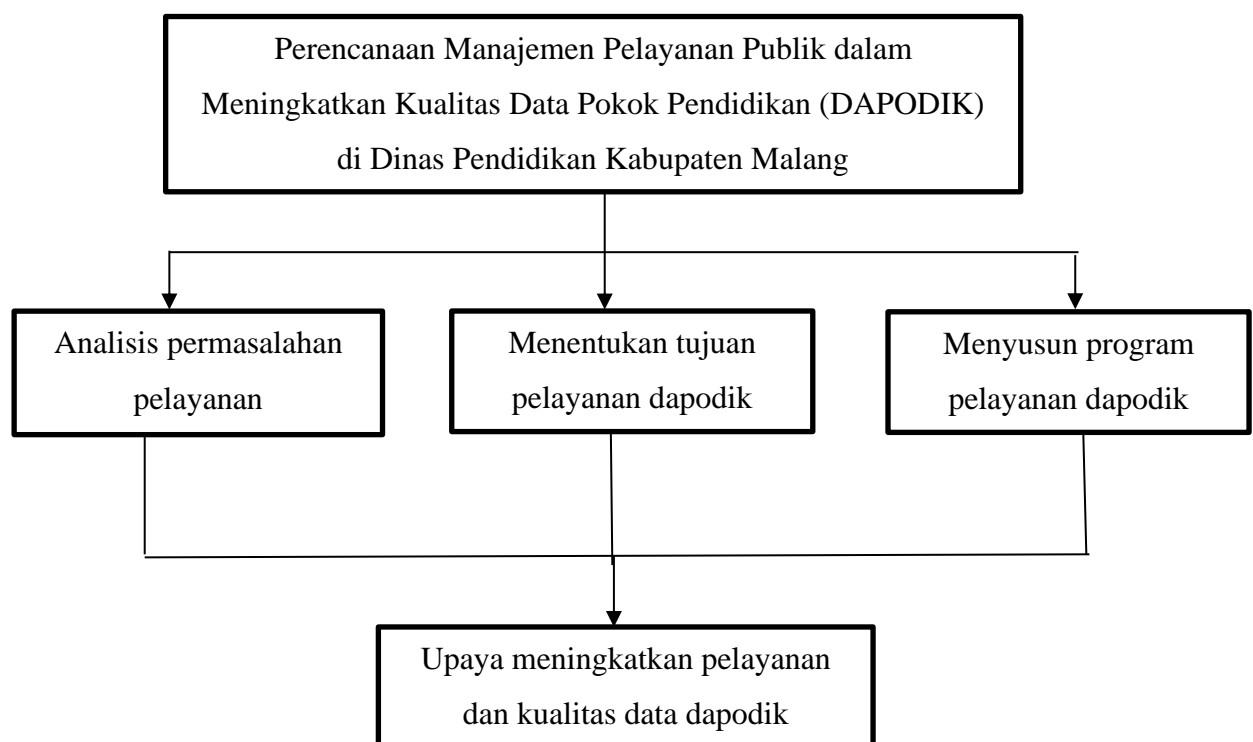 Perencanaan Manajemen Pelayanan Publik dalam
Meningkatkan Kualitas Data Pokok Pendidikan (DAPODIK)
di Dinas Pendidikan Kabupaten Malang
Analisis permasalahan
pelayanan
Menentukan tujuan
pelayanan dapodik
Menyusun program
pelayanan dapodik
Upaya meningkatkan pelayanan
dan kualitas data dapodik